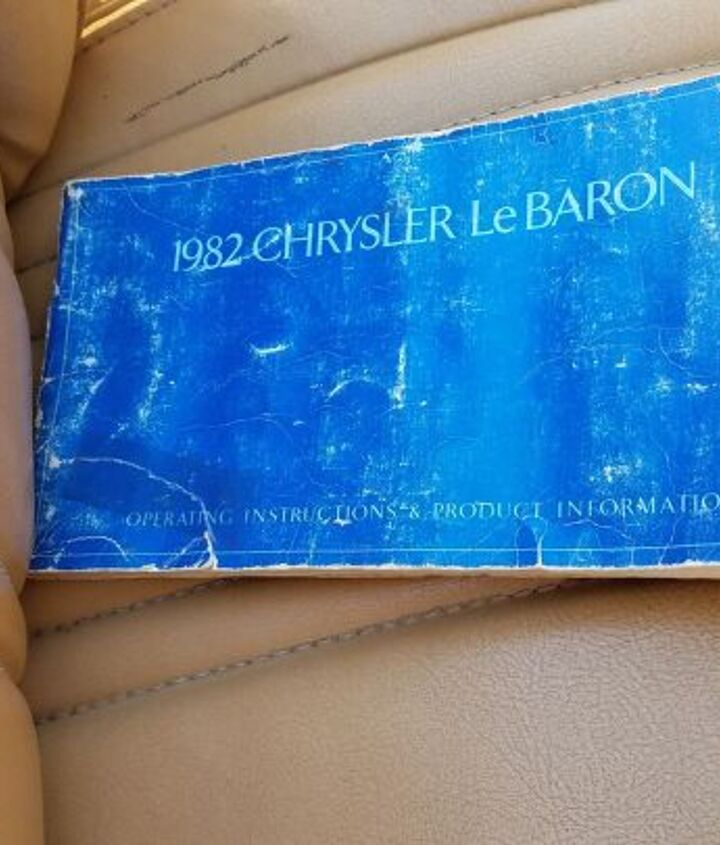 1982 CHRYSLER LeBARON
OPERATING INSTRUCTIONS & PRODUCT INFORMATIO